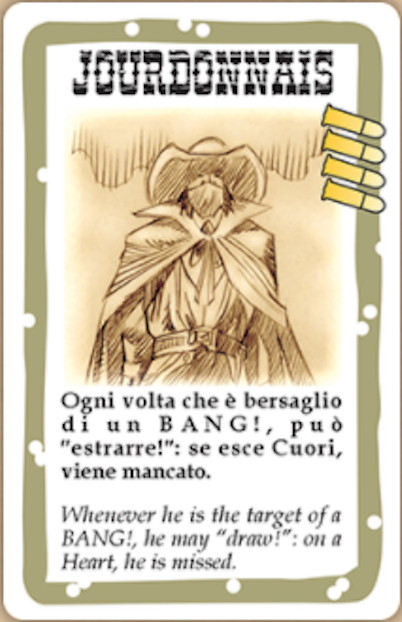 JOURDONNAIS
Ogni volta che è bersaglio
di un BANG!, può
"estrarre!": se esce Cuori,
viene mancato.
Whenever he is the target of a
BANG!, he may “draw!”: on a
Heart, he is missed.